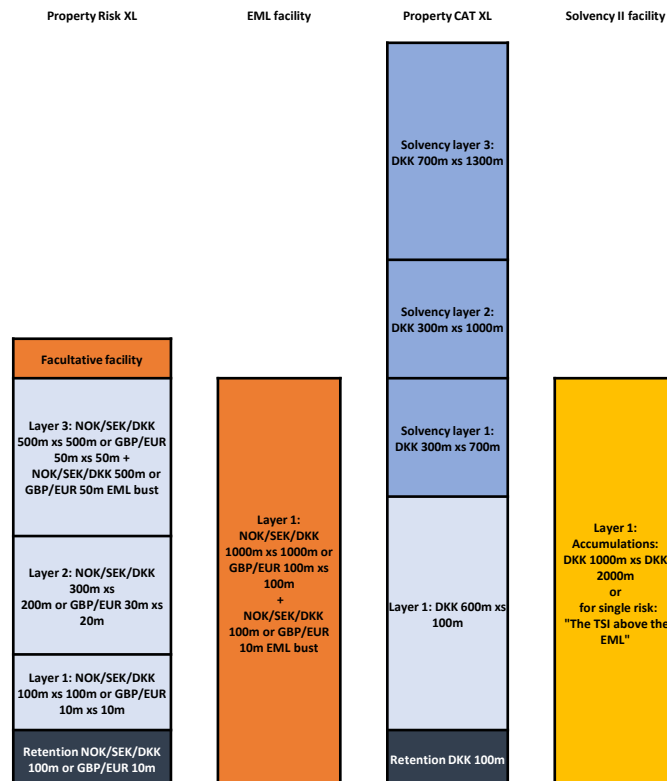 Property Risk XL
EML facility
Property CAT XL
Solvency II facility
Facultative facility
Layer 3: NOK/SEK/DKK
500m xs 500m or GBP/EUR
50m xs 50m +
NOK/SEK/DKK 500m or
GBP/EUR 50m EML bust
Layer 2: NOK/SEK/DKK
300m xs
200m or GBP/EUR 30m xs
20m
Layer 1: NOK/SEK/DKK
100m xs 100m or GBP/EUR
10m xs 10m
Retention NOK/SEK/DKK
100m or GBP/EUR 10m
Layer 1:
NOK/SEK/DKK
1000m xs 1000m or
GBP/EUR 100m xs
100m
+
NOK/SEK/DKK
100m or GBP/EUR
10m EML bust
Solvency layer 3:
DKK 700m xs 1300m
Solvency layer 2:
DKK 300m xs 1000m
Solvency layer 1:
DKK 300m xs 700m
Layer 1: DKK 600m xs
100m
Retention DKK 100m
Layer 1:
Accumulations:
DKK 1000m xs DKK
2000m
or
for single risk:
"The TSI above the
EML"